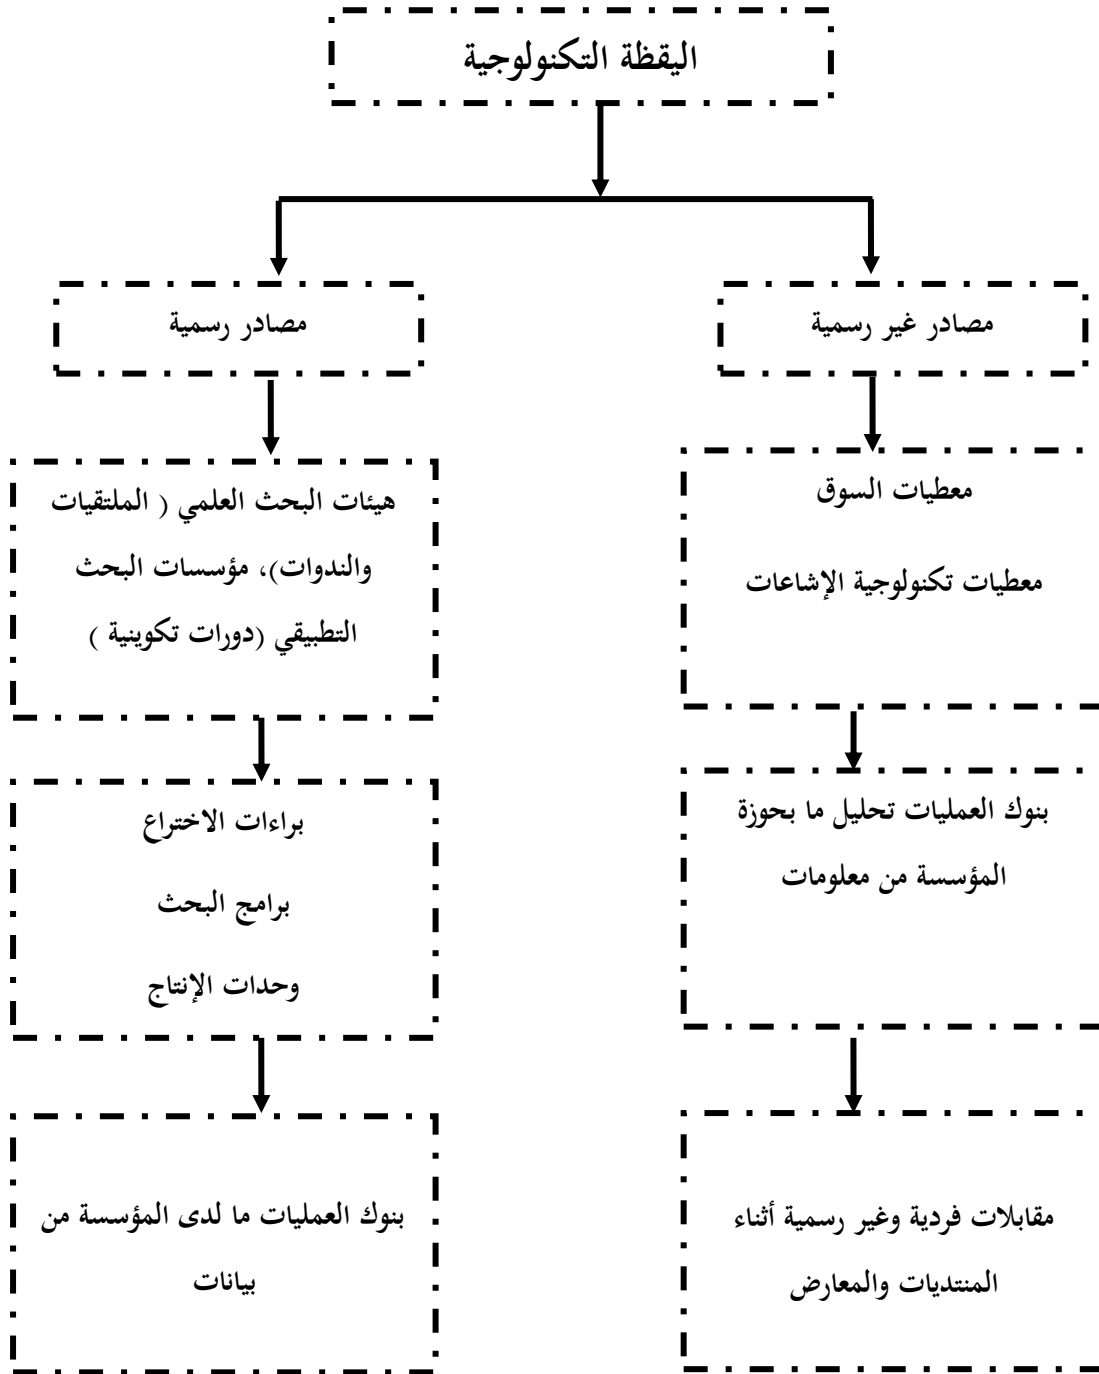 اليقظة التكنولوجية
مصادر غير رسمية
مصادر رسمية
معطيات السوق
معطيات تكنولوجية الإشاعات
هيئات البحث العلمي ( الملتقيات
والندوات)، مؤسسات البحث
التطبيقي (دورات تكوينية )
بنوك العمليات تحليل ما بحوزة
المؤسسة من معلومات
براءات الاختراع
برامج البحث
وحدات الإنتاج
مقابلات فردية وغير رسمية أثناء
المنتديات والمعارض
بنوك العمليات ما لدى المؤسسة من
بيانات